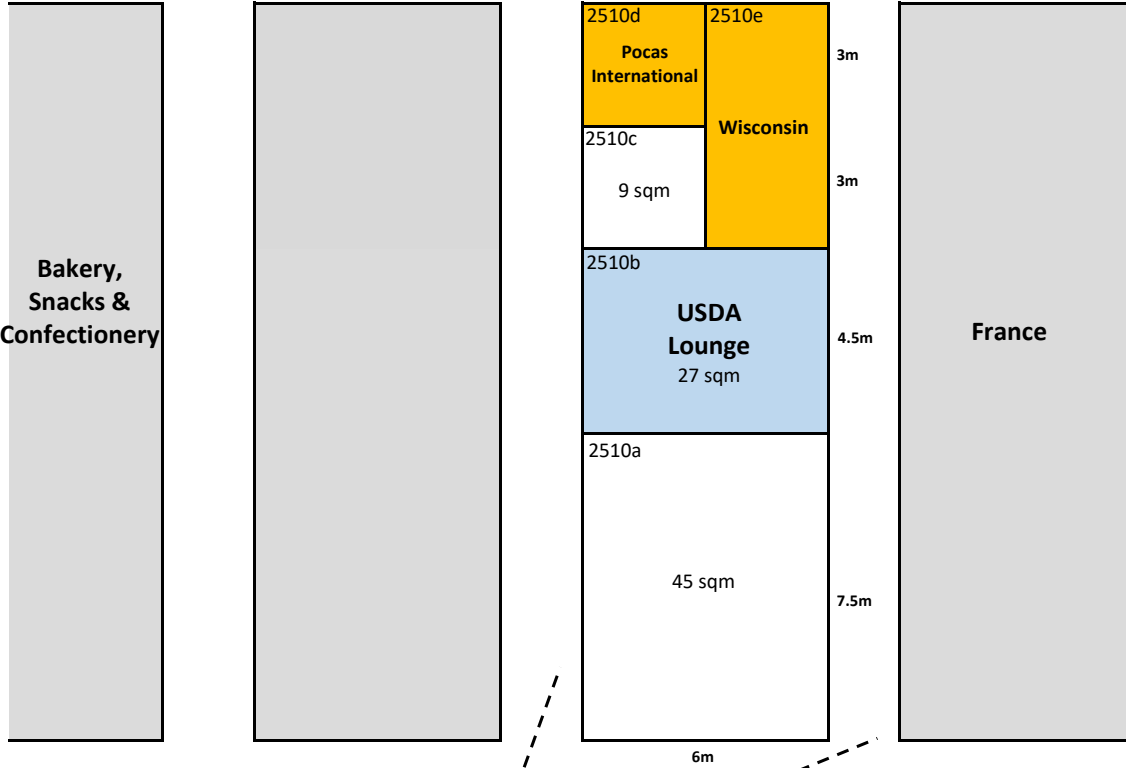 2510d
2510e
Pocas
International
3m
Wisconsin
2510c
9 sqm
3m
Bakery,
Snacks &
Confectionery
2510b
USDA
Lounge
27 sqm
4.5m
France
2510a
45 sqm
7.5m
6m